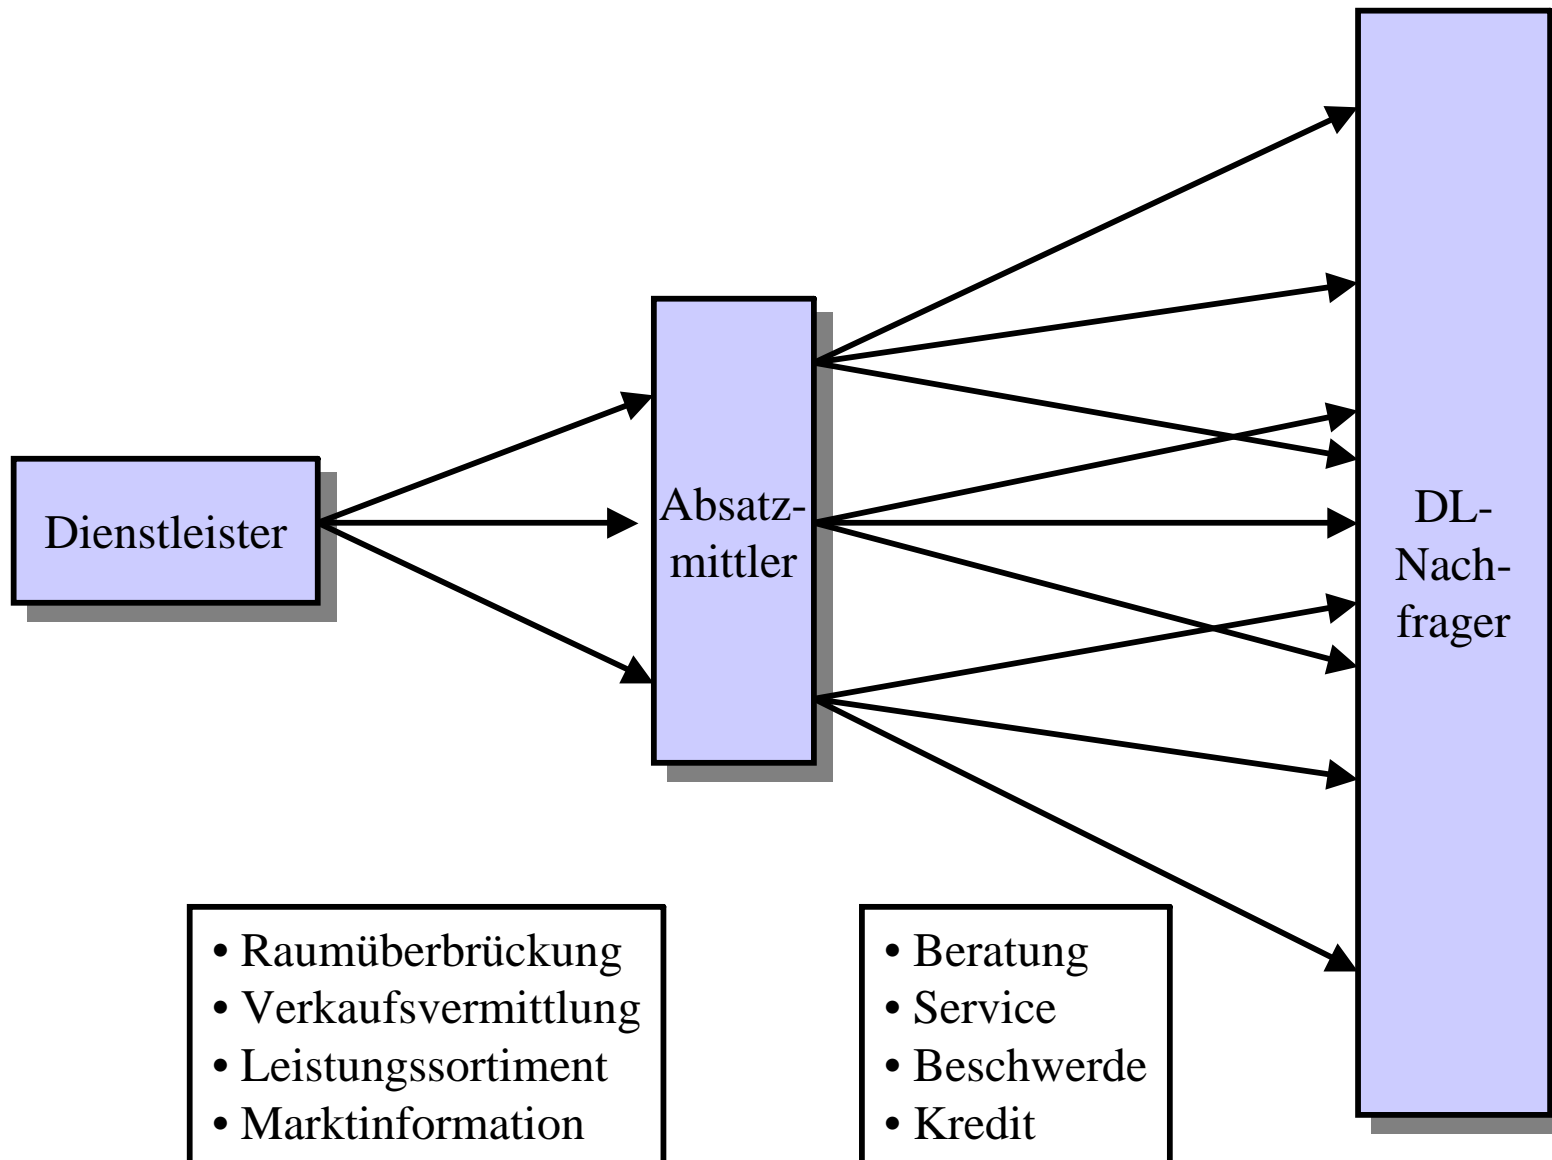 Dienstleister
Absatz-
mittler
DL-
Nach-
frager
• Raumüberbrückung
• Verkaufsvermittlung
• Leistungssortiment
• Marktinformation
• Beratung
• Service
• Beschwerde
• Kredit